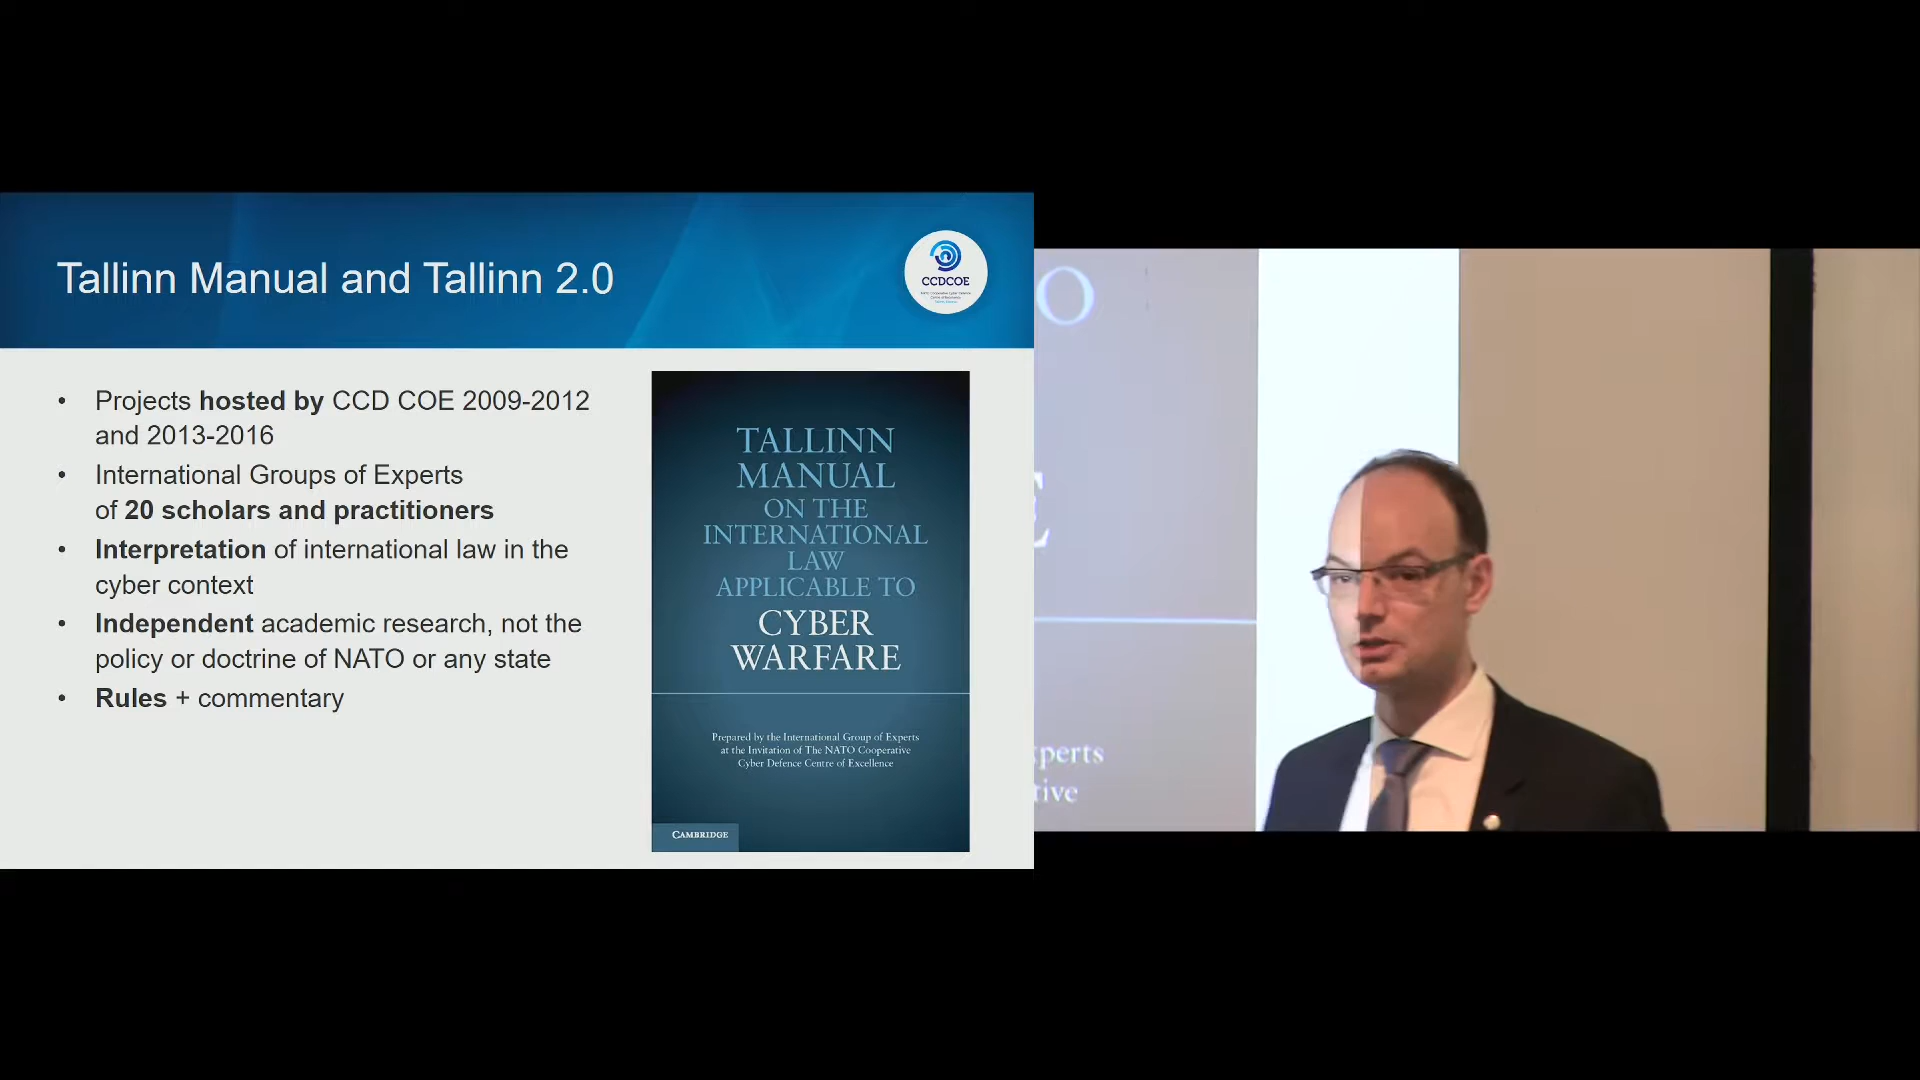 Tallinn Manual and Tallinn 2.0
CCDCOE
• Projects hosted by CCD COE 2009-2012
and 2013-2016
• International Groups of Experts
of 20 scholars and practitioners
• Interpretation of international law in the
cyber context
• Independent academic research, not the
policy or doctrine of NATO or any state
• Rules + commentary
TALLINN
MANUAL
ON THE
INTERNATIONAL
LAW
APPLICABLE TO
CYBER
WARFARE
Prepared by the International Group of Experts
at the Invitation of The NATO Cooperative
Cyber Defence Centre of Excellence
CAMBRIDGE
O
E
xperts
tive